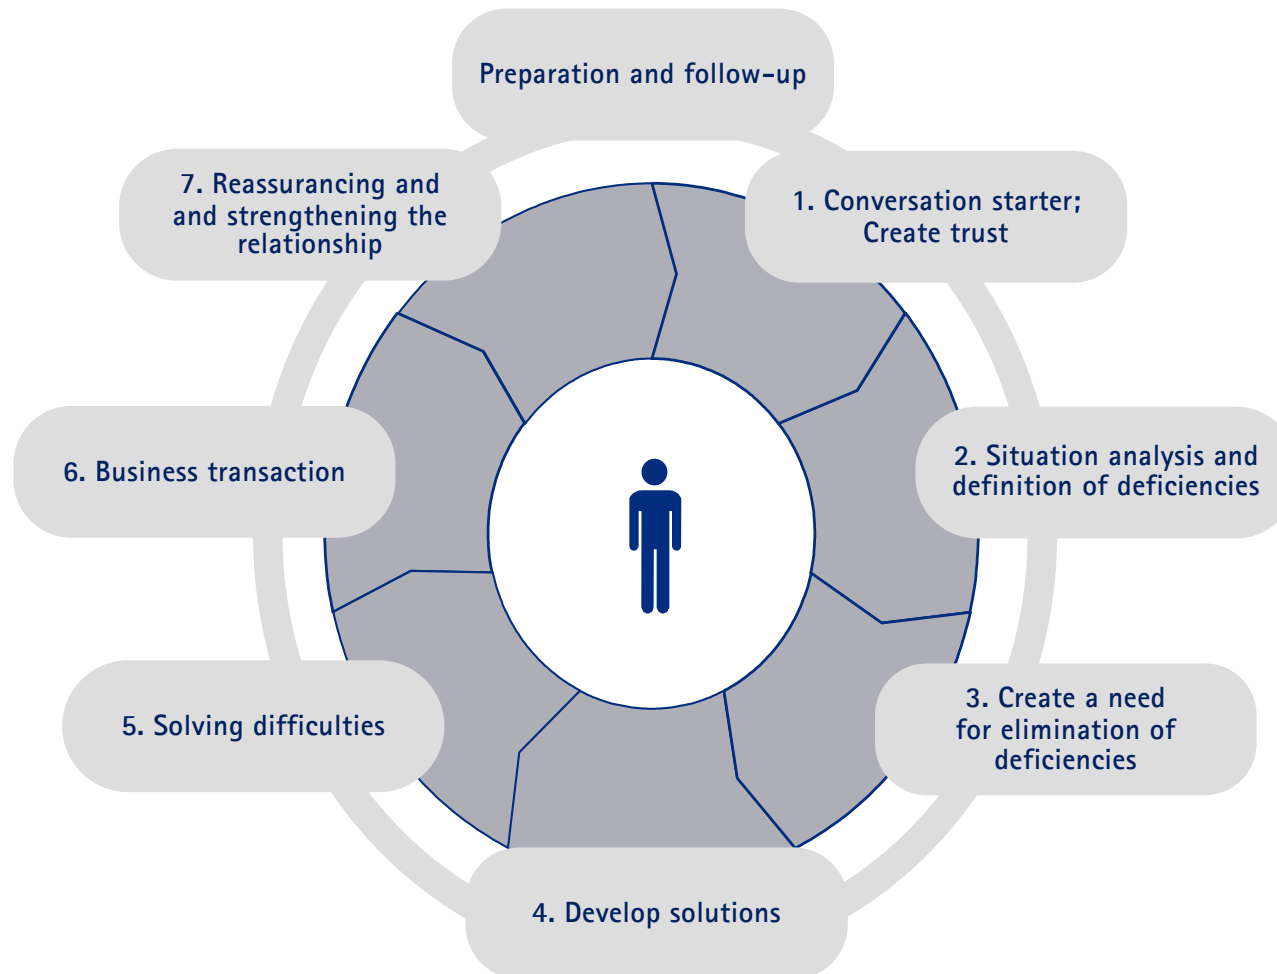 Preparation and follow-up
1. Conversation starter;
Create trust
2. Situation analysis and
definition of deficiencies
3. Create a need
for elimination of
deficiencies
4. Develop solutions
5. Solving difficulties
6. Business transaction
7. Reassurancing and
and strengthening the
relationship